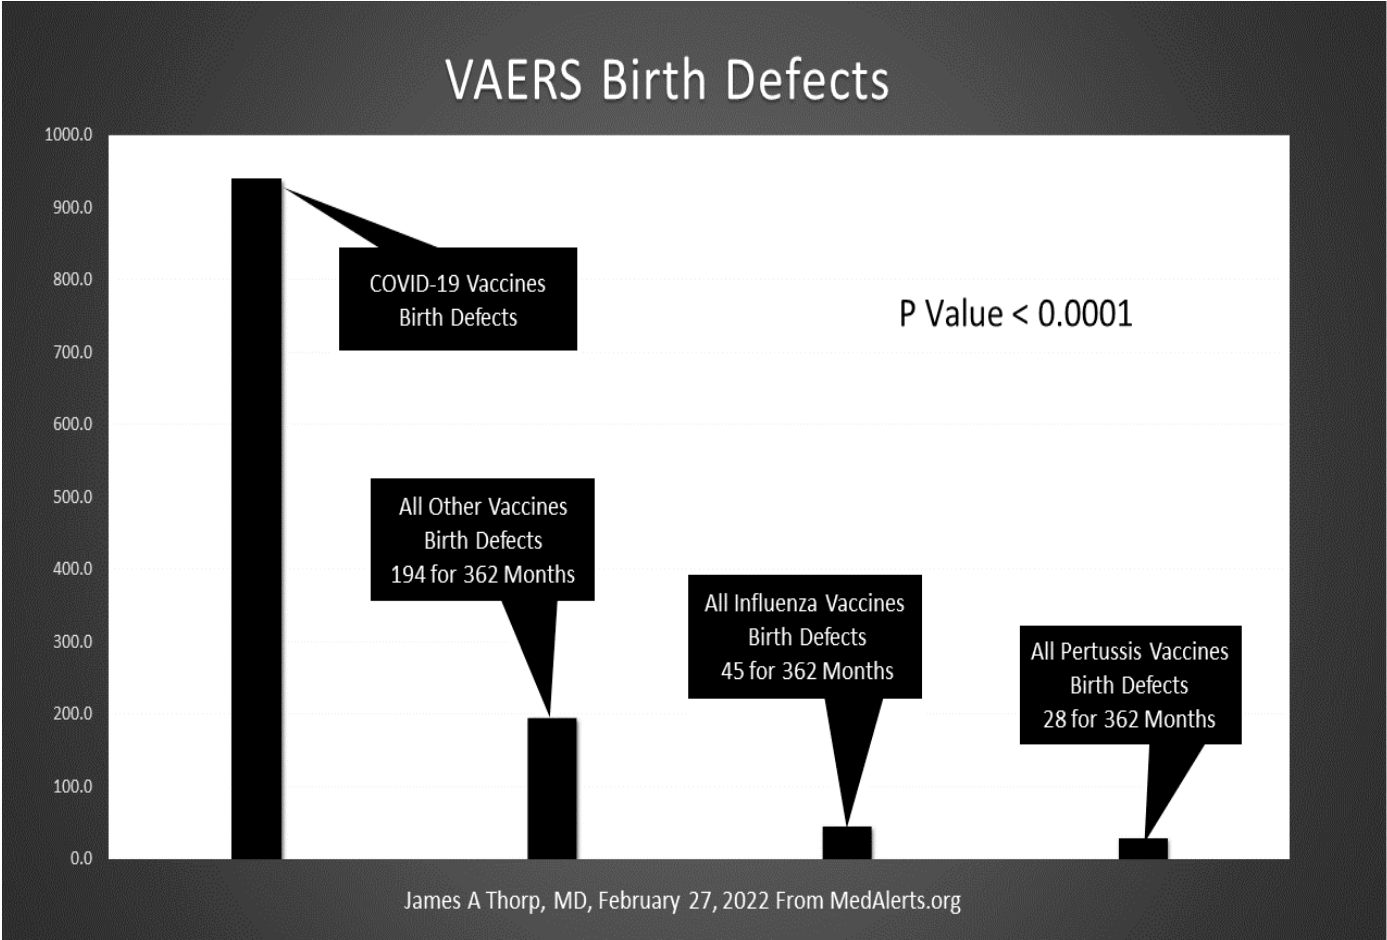 VAERS Birth Defects
1000.0
900.0
800.0
700.0
600.0
500.0
400.0
300.0
200.0
100.0
0.0
COVID-19 Vaccines
Birth Defects
P Value < 0.0001
All Other Vaccines
Birth Defects
194 for 362 Months
All Influenza Vaccines
Birth Defects
45 for 362 Months
All Pertussis Vaccines
Birth Defects
28 for 362 Months
James A Thorp, MD, February 27, 2022 From MedAlerts.org